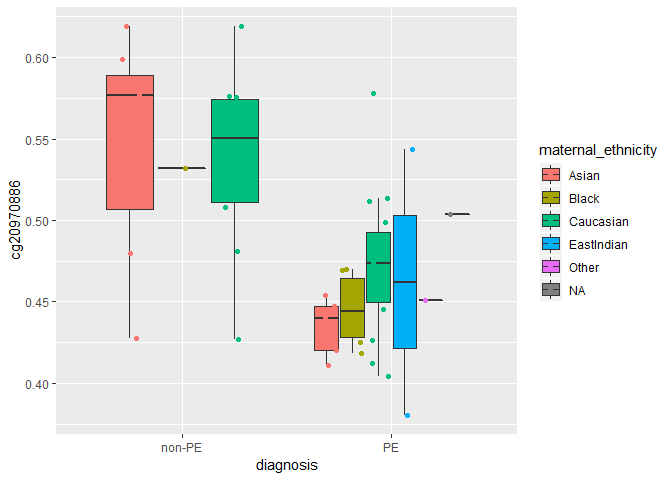 0.60
0.55
0.50
0.45
0.40
cg20970886
non-PE
PE
diagnosis
maternal_ethnicity
Asian
Black
Caucasian
EastIndian
Other
NA